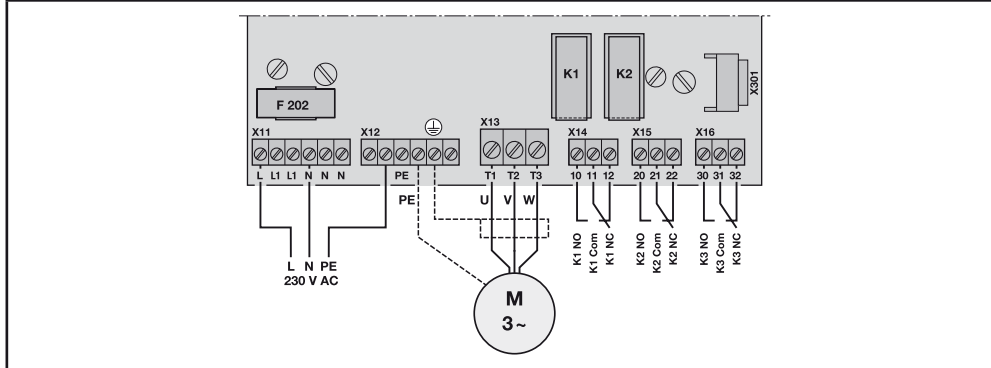 K1 K2
X301
F 202
X11 X12 X13 X14 X15 X16
L L1 L1 N N N PE T1 T2 T3 10 11 12 20 21 22 30 31 32
PE U V W
K1 NO
K1 Com
K1 NC
K2 NO
K2 Com
K2 NC
K3 NO
K3 Com
K3 NC
L N PE
230 V AC
M
3~